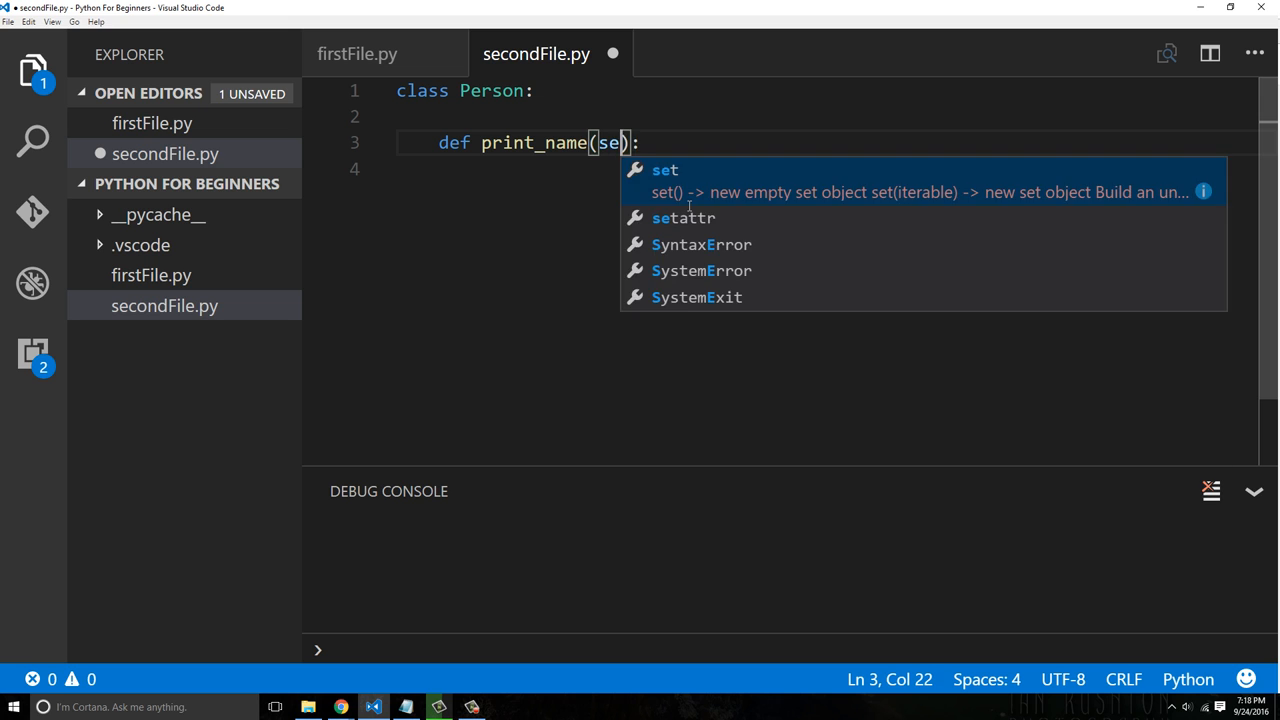 ● secondFile.py - Python For Beginners - Visual Studio Code
File Edit View Go Help
EXPLORER
OPEN EDITORS 1 UNSAVED
firstFile.py
secondFile.py
PYTHON FOR BEGINNERS
__pycache__
.vscode
firstFile.py
secondFile.py
1
2
firstFile.py secondFile.py
1 class Person:
2
3 def print_name(se):
4
set
set() -> new empty set object set(iterable) -> new set object Build an un...
setattr
SyntaxError
SystemError
SystemExit
DEBUG CONSOLE
0 0 Ln 3, Col 22 Spaces: 4 UTF-8 CRLF Python
I'm Cortana. Ask me anything.
7:18 PM
9/24/2016